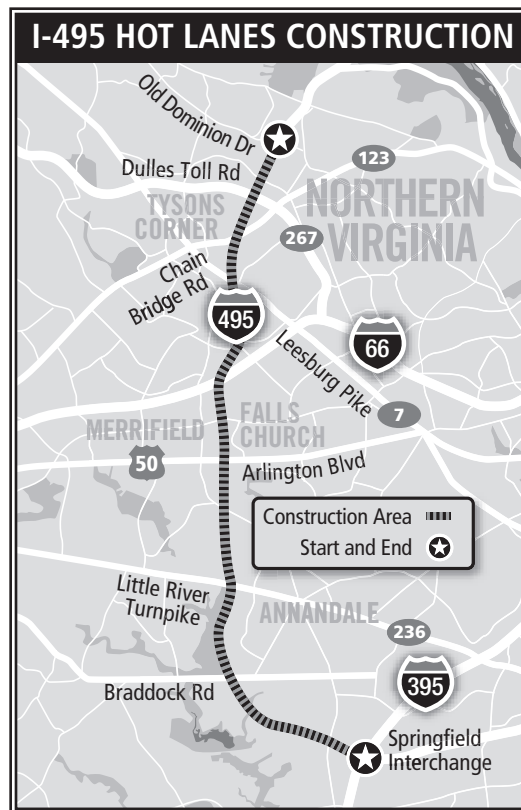 I-495 HOT LANES CONSTRUCTION
Old Dominion Dr
123
Dulles Toll Rd
TYSONS
CORNER
NORTHERN
VIRGINIA
267
Chain
Bridge Rd
495
66
Leesburg Pike
7
MERRIFIELD
FALLS
CHURCH
50
Arlington Blvd
Construction Area
Start and End
Little River
Turnpike
ANNANDALE
236
395
Braddock Rd
Springfield
Interchange